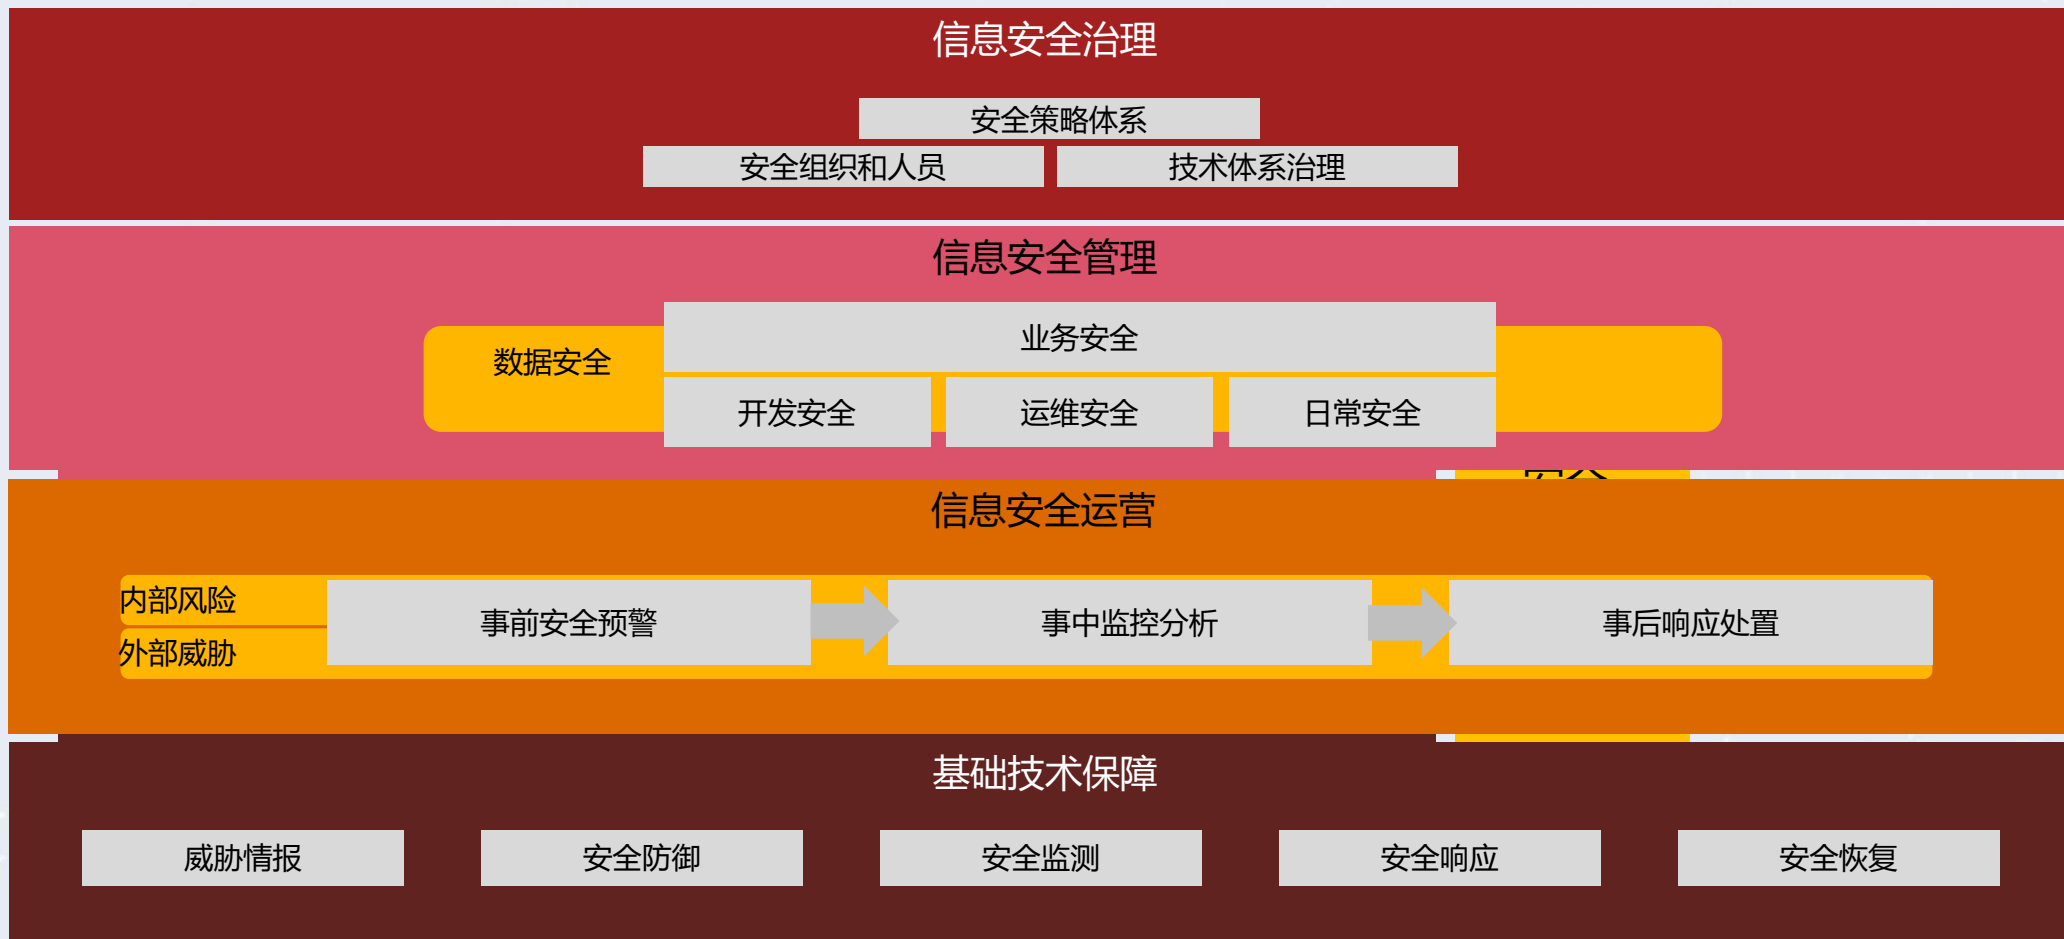 信息安全治理
安全策略体系
安全组织和人员
技术体系治理
信息安全管理
业务安全
数据安全
开发安全
运维安全
日常安全
信息安全运营
内部风险
外部威胁
事前安全预警
事中监控分析
事后响应处置
基础技术保障
威胁情报
安全防御
安全监测
安全响应
安全恢复